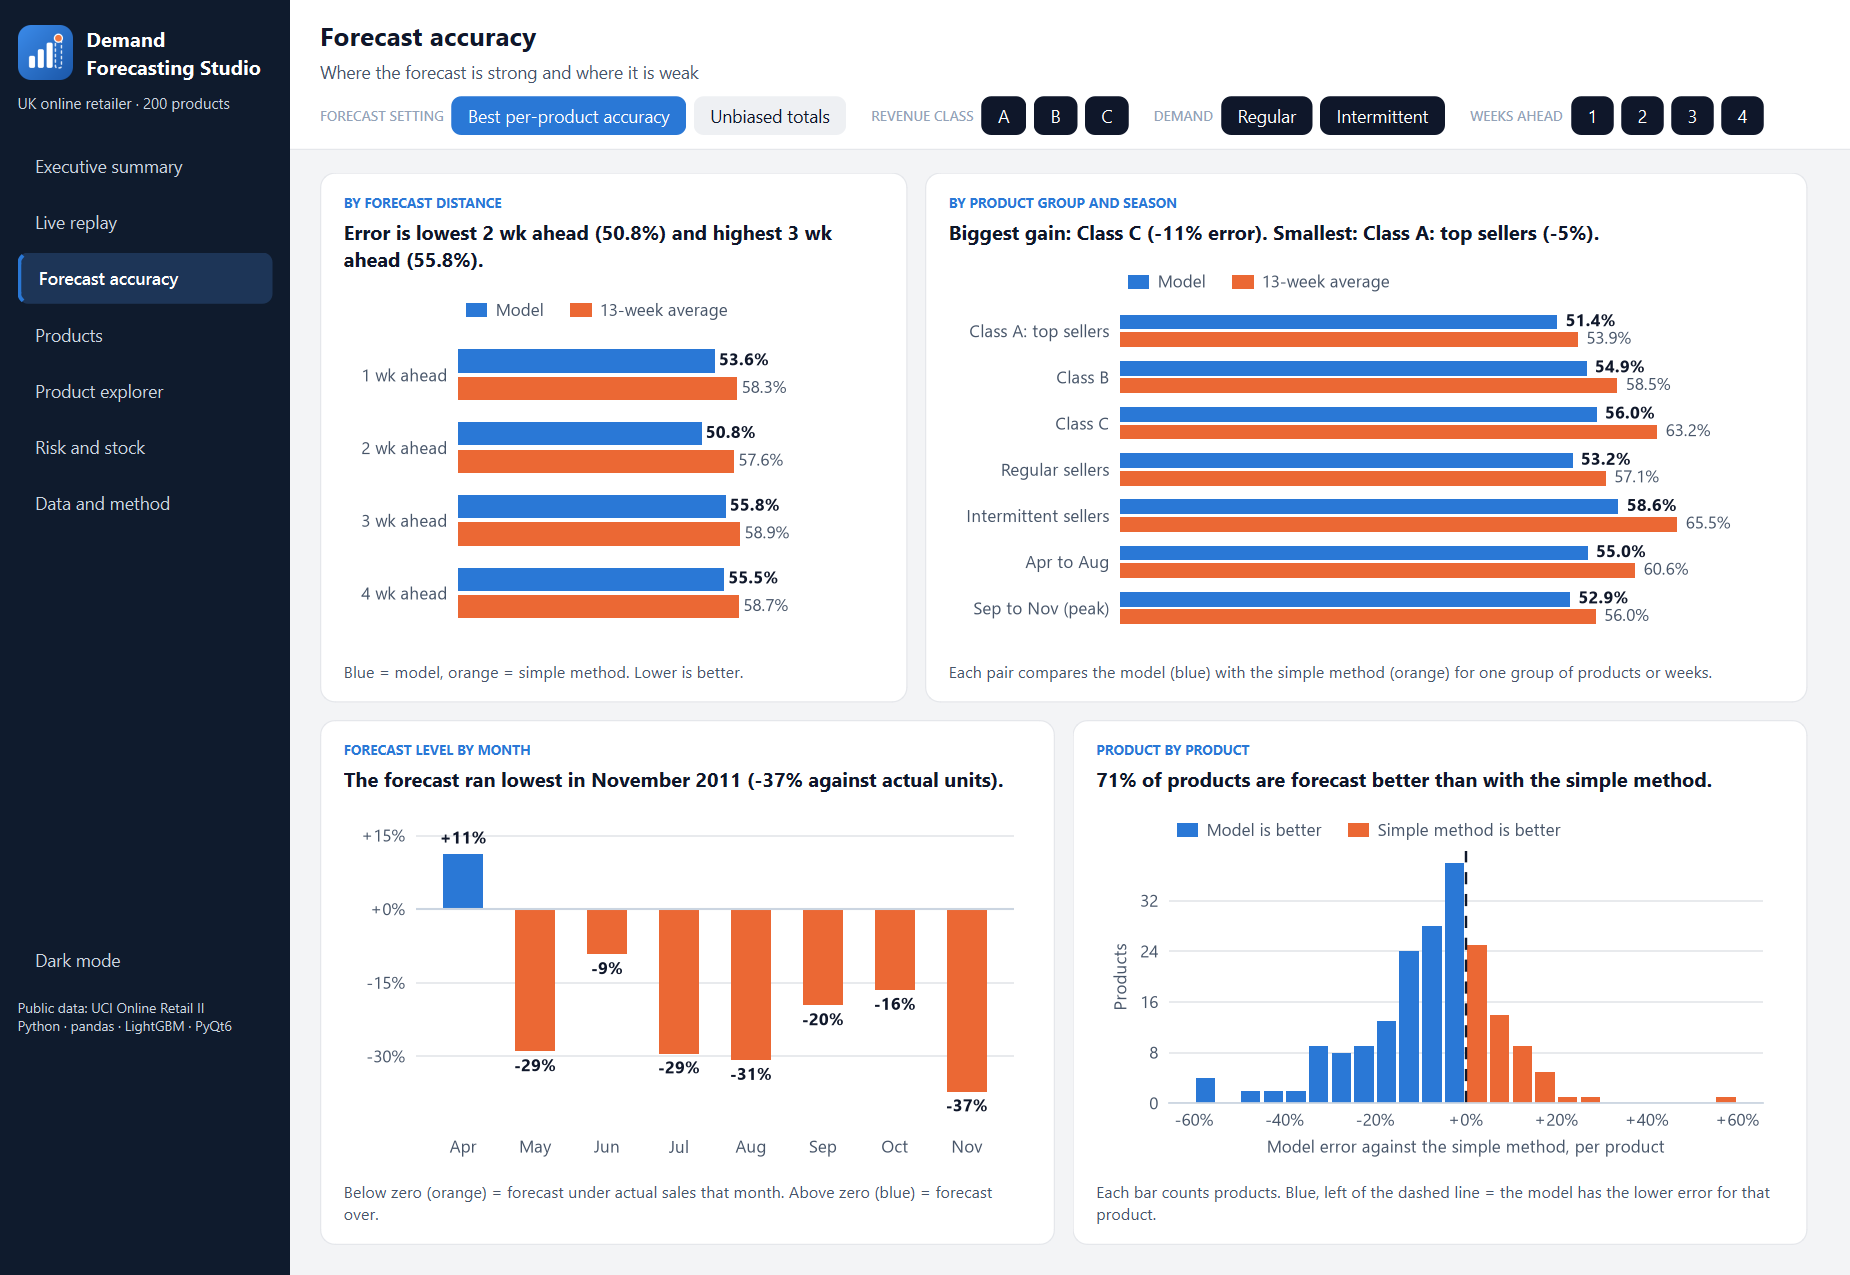 Demand
Forecasting Studio
UK online retailer · 200 products
Executive summary
Live replay
Forecast accuracy
Products
Product explorer
Risk and stock
Data and method
Dark mode
Public data: UCI Online Retail II
Python · pandas · LightGBM · PyQt6
Forecast accuracy
Where the forecast is strong and where it is weak
FORECAST SETTING Best per-product accuracy Unbiased totals REVENUE CLASS A B C DEMAND Regular Intermittent WEEKS AHEAD 1 2 3 4
BY FORECAST DISTANCE
Error is lowest 2 wk ahead (50.8%) and highest 3 wk
ahead (55.8%).
Model 13-week average
1 wk ahead 53.6%
58.3%
2 wk ahead 50.8%
57.6%
3 wk ahead 55.8%
58.9%
4 wk ahead 55.5%
58.7%
Blue = model, orange = simple method. Lower is better.
BY PRODUCT GROUP AND SEASON
Biggest gain: Class C (-11% error). Smallest: Class A: top sellers (-5%).
Model 13-week average
Class A: top sellers 51.4%
53.9%
Class B 54.9%
58.5%
Class C 56.0%
63.2%
Regular sellers 53.2%
57.1%
Intermittent sellers 58.6%
65.5%
Apr to Aug 55.0%
60.6%
Sep to Nov (peak) 52.9%
56.0%
Each pair compares the model (blue) with the simple method (orange) for one group of products or weeks.
FORECAST LEVEL BY MONTH
The forecast ran lowest in November 2011 (-37% against actual units).
+15%
+0%
-15%
-30%
+11%
-29%
-9%
-29%
-31%
-20%
-16%
-37%
Apr May Jun Jul Aug Sep Oct Nov
Below zero (orange) = forecast under actual sales that month. Above zero (blue) = forecast
over.
PRODUCT BY PRODUCT
71% of products are forecast better than with the simple method.
Model is better Simple method is better
Products
32
24
16
8
0
-60% -40% -20% +0% +20% +40% +60%
Model error against the simple method, per product
Each bar counts products. Blue, left of the dashed line = the model has the lower error for that
product.